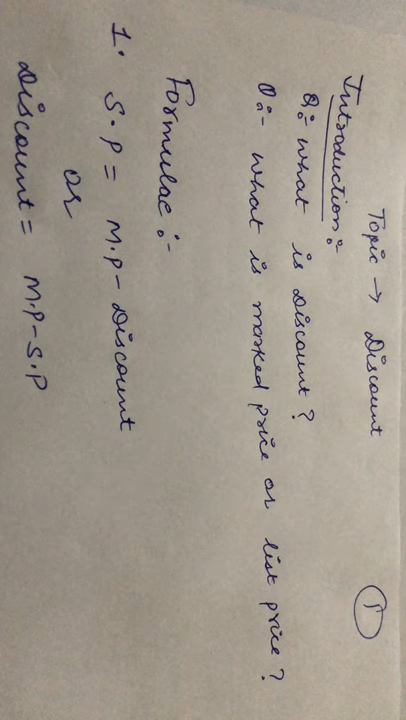 Topic → Discount
①
Introduction:-
Q:- what is discount?
Q:- what is marked price or list price?
Formulae:-
1. S.P = M.P - Discount
or
Discount = M.P - S.P